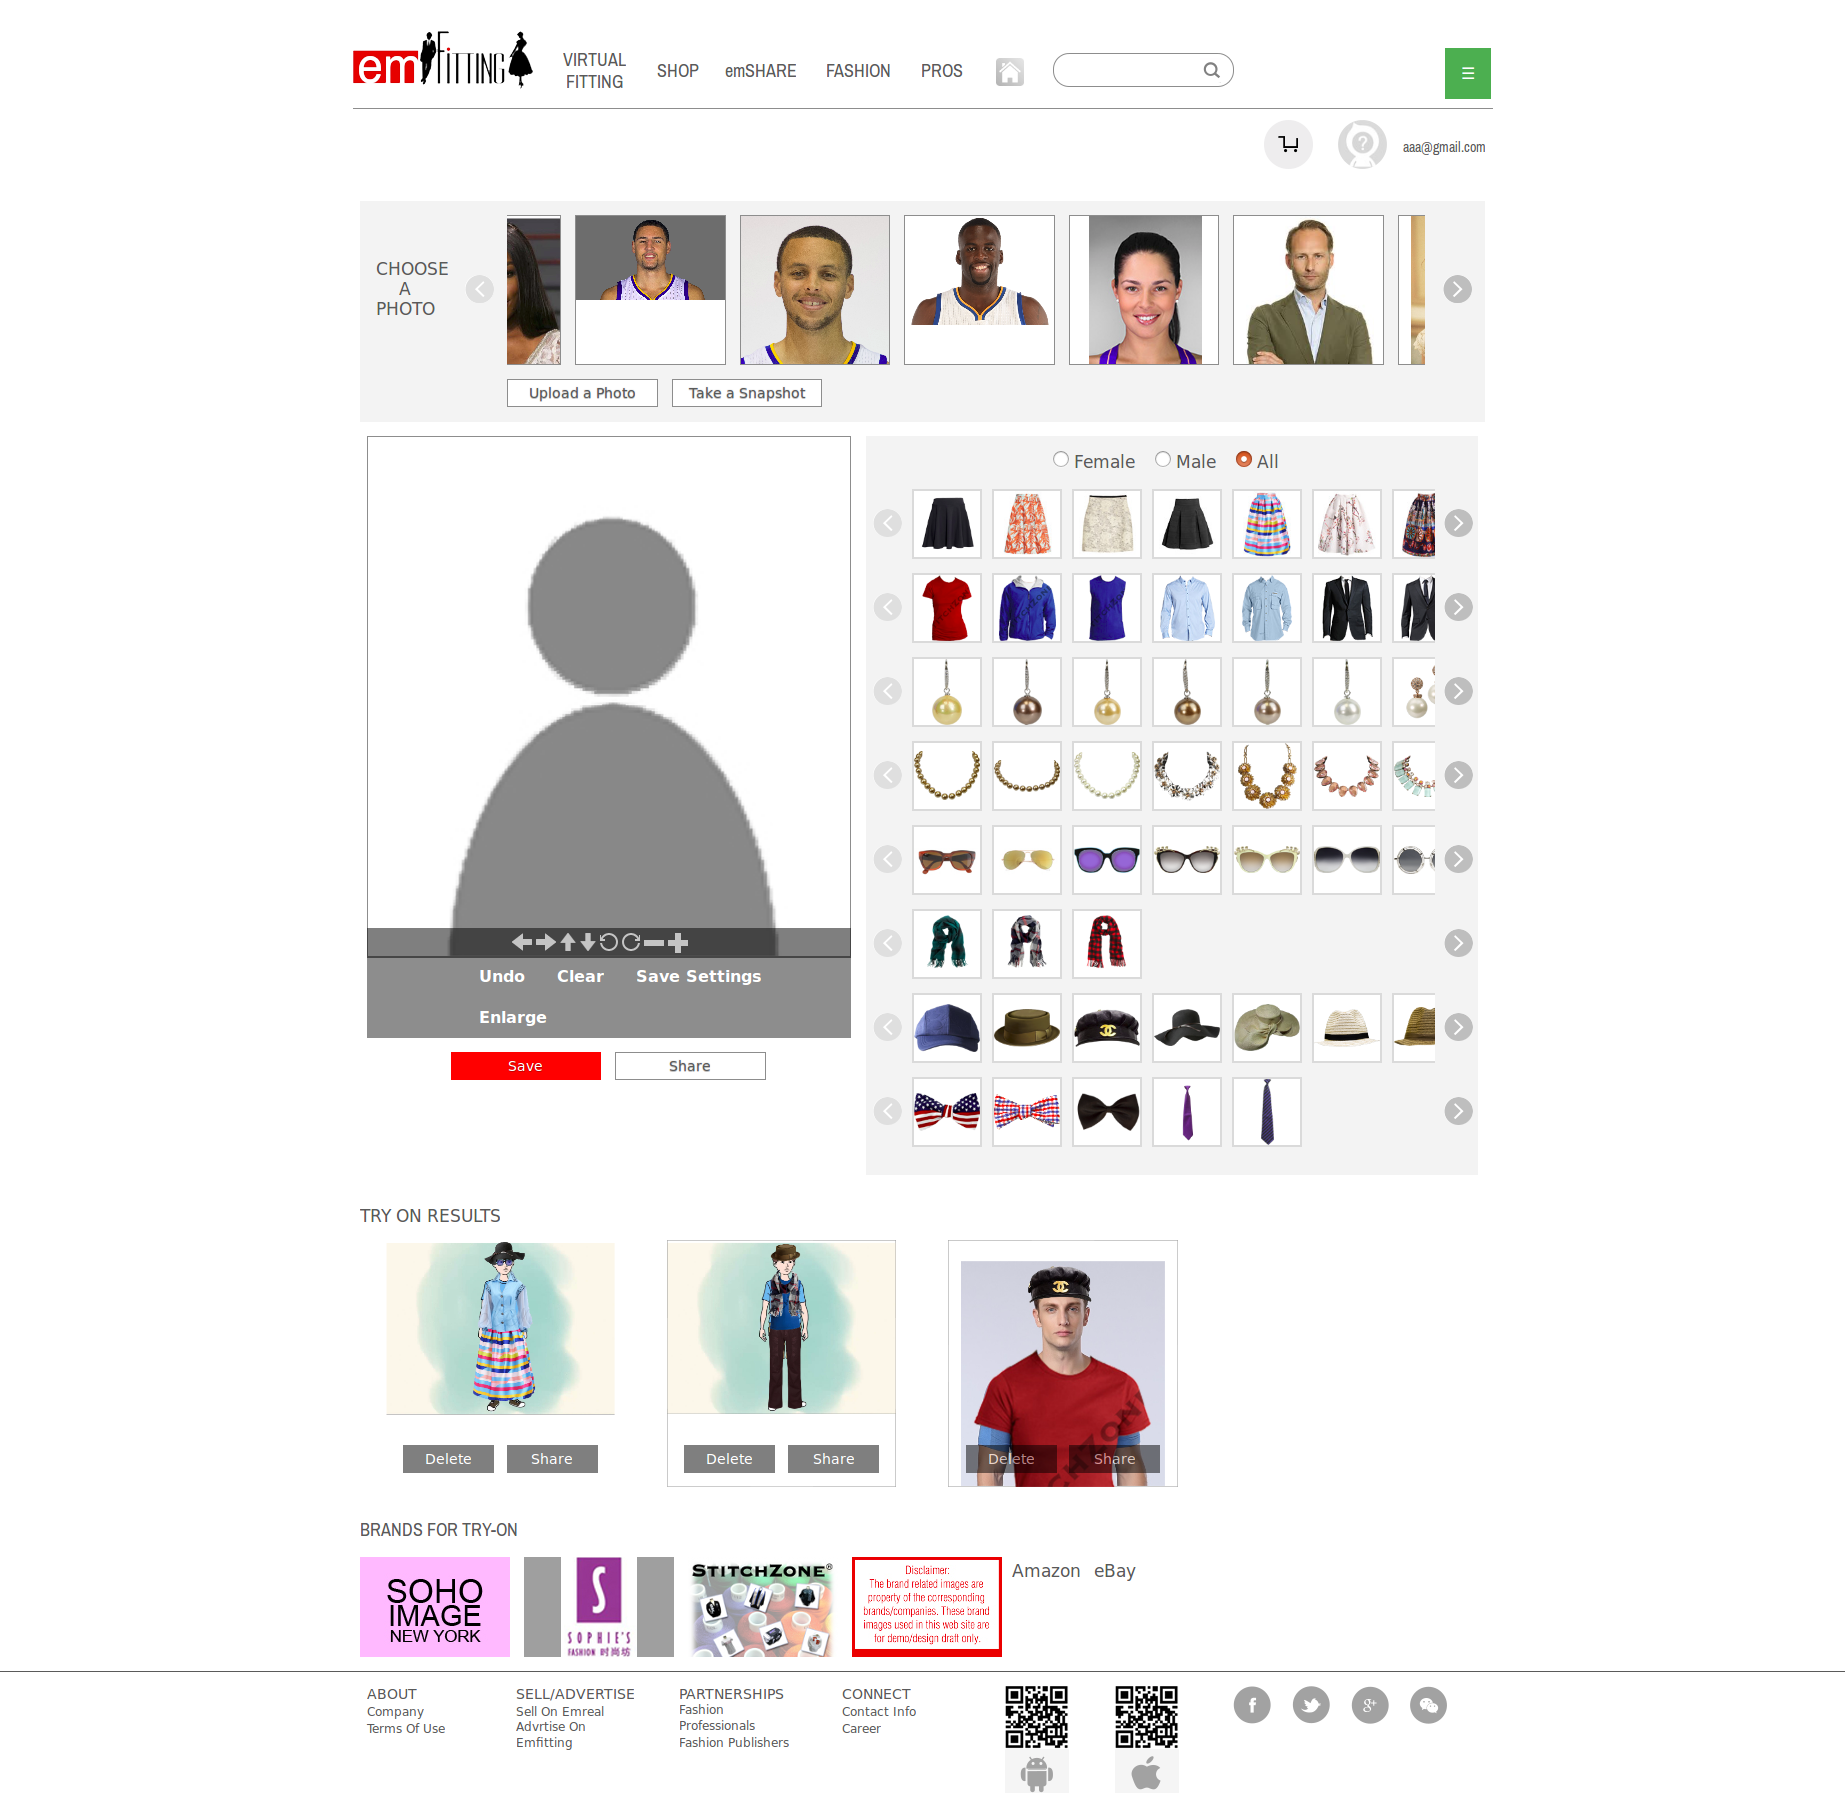 em FITTING
VIRTUAL
FITTING
SHOP
emSHARE
FASHION
PROS
aaa@gmail.com
CHOOSE
A
PHOTO
Upload a Photo
Take a Snapshot
Female
Male
All
Undo
Clear
Save Settings
Enlarge
Save
Share
TRY ON RESULTS
Delete
Share
Delete
Share
Delete
Share
BRANDS FOR TRY-ON
SOHO
IMAGE
NEW YORK
S
SOPHIE'S
FASHION 时尚坊
STITCHZONE®
Disclaimer:
The brand related images are
property of the corresponding
brands/companies. These brand
images used in this web site are
for demo/design draft only.
Amazon
eBay
ABOUT
Company
Terms Of Use
SELL/ADVERTISE
Sell On Emreal
Advrtise On
Emfitting
PARTNERSHIPS
Fashion
Professionals
Fashion Publishers
CONNECT
Contact Info
Career